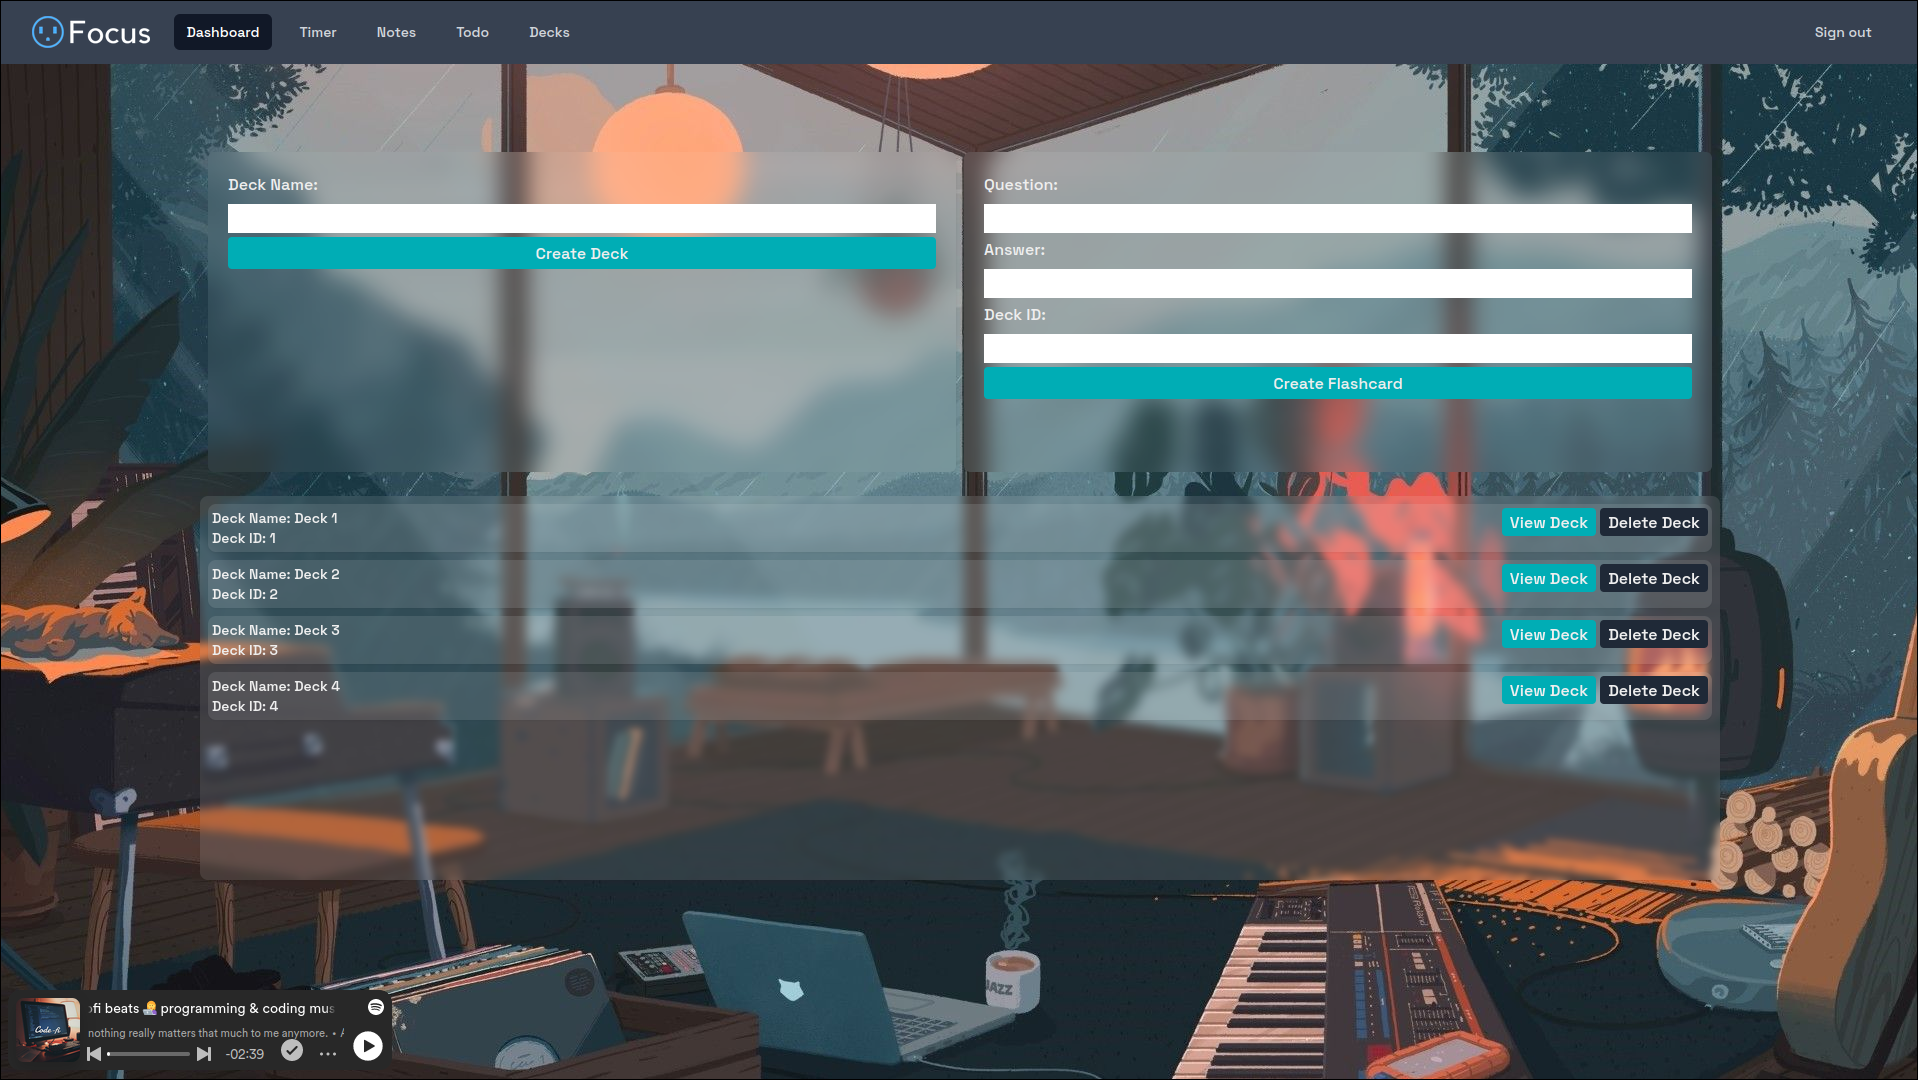 Focus
Dashboard
Timer
Notes
Todo
Decks
Sign out
Deck Name:
Create Deck
Question:
Answer:
Deck ID:
Create Flashcard
Deck Name: Deck 1
Deck ID: 1
View Deck
Delete Deck
Deck Name: Deck 2
Deck ID: 2
View Deck
Delete Deck
Deck Name: Deck 3
Deck ID: 3
View Deck
Delete Deck
Deck Name: Deck 4
Deck ID: 4
View Deck
Delete Deck
Roland
JAZZ
Code-fi
ofi beats 👩‍💻 programming & coding mus
nothing really matters that much to me anymore. •
-02:39